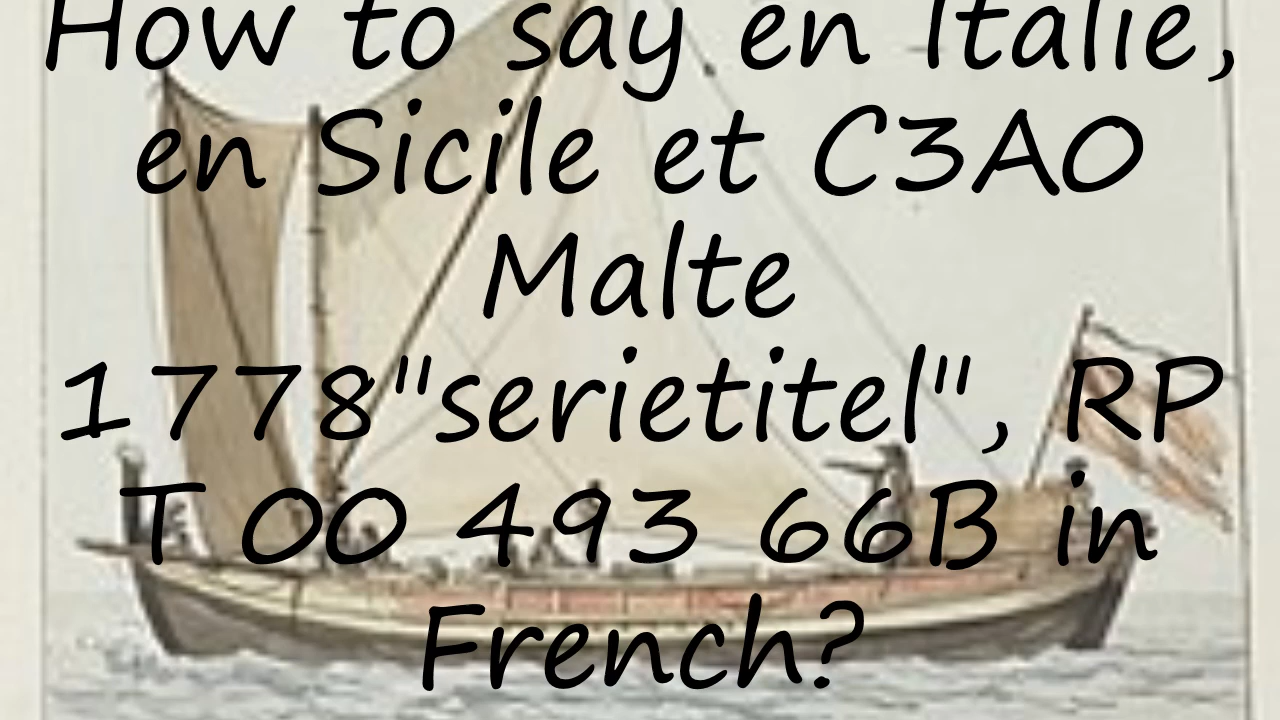 How to say en Italie,
en Sicile et C3A0
Malte
1778"serietitel", RP
T 00 493 66B in
French?